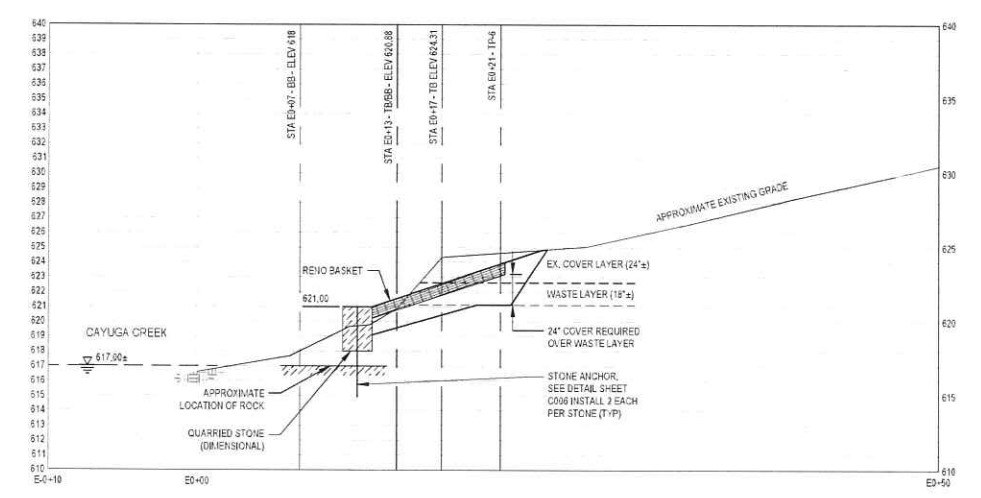 640
639
638
637
636
635
634
633
632
631
630
629
628
627
626
625
624
623
622
621
620
619
618
617
616
615
614
613
612
611
610
640
635
630
625
620
615
610
STA E0+07 - BB - ELEV 618
STA E0+13 - TB/BB - ELEV 620.88
STA E0+17 - TB ELEV 624.31
STA E0+21 - TP-6
APPROXIMATE EXISTING GRADE
RENO BASKET
EX. COVER LAYER (24"±)
621.00
WASTE LAYER (18"±)
CAYUGA CREEK
24" COVER REQUIRED
OVER WASTE LAYER
617.00±
APPROXIMATE
LOCATION OF ROCK
STONE ANCHOR,
SEE DETAIL SHEET
C006 INSTALL 2 EACH
PER STONE (TYP)
QUARRIED STONE
(DIMENSIONAL)
E-0+10
E0+00
E0+50